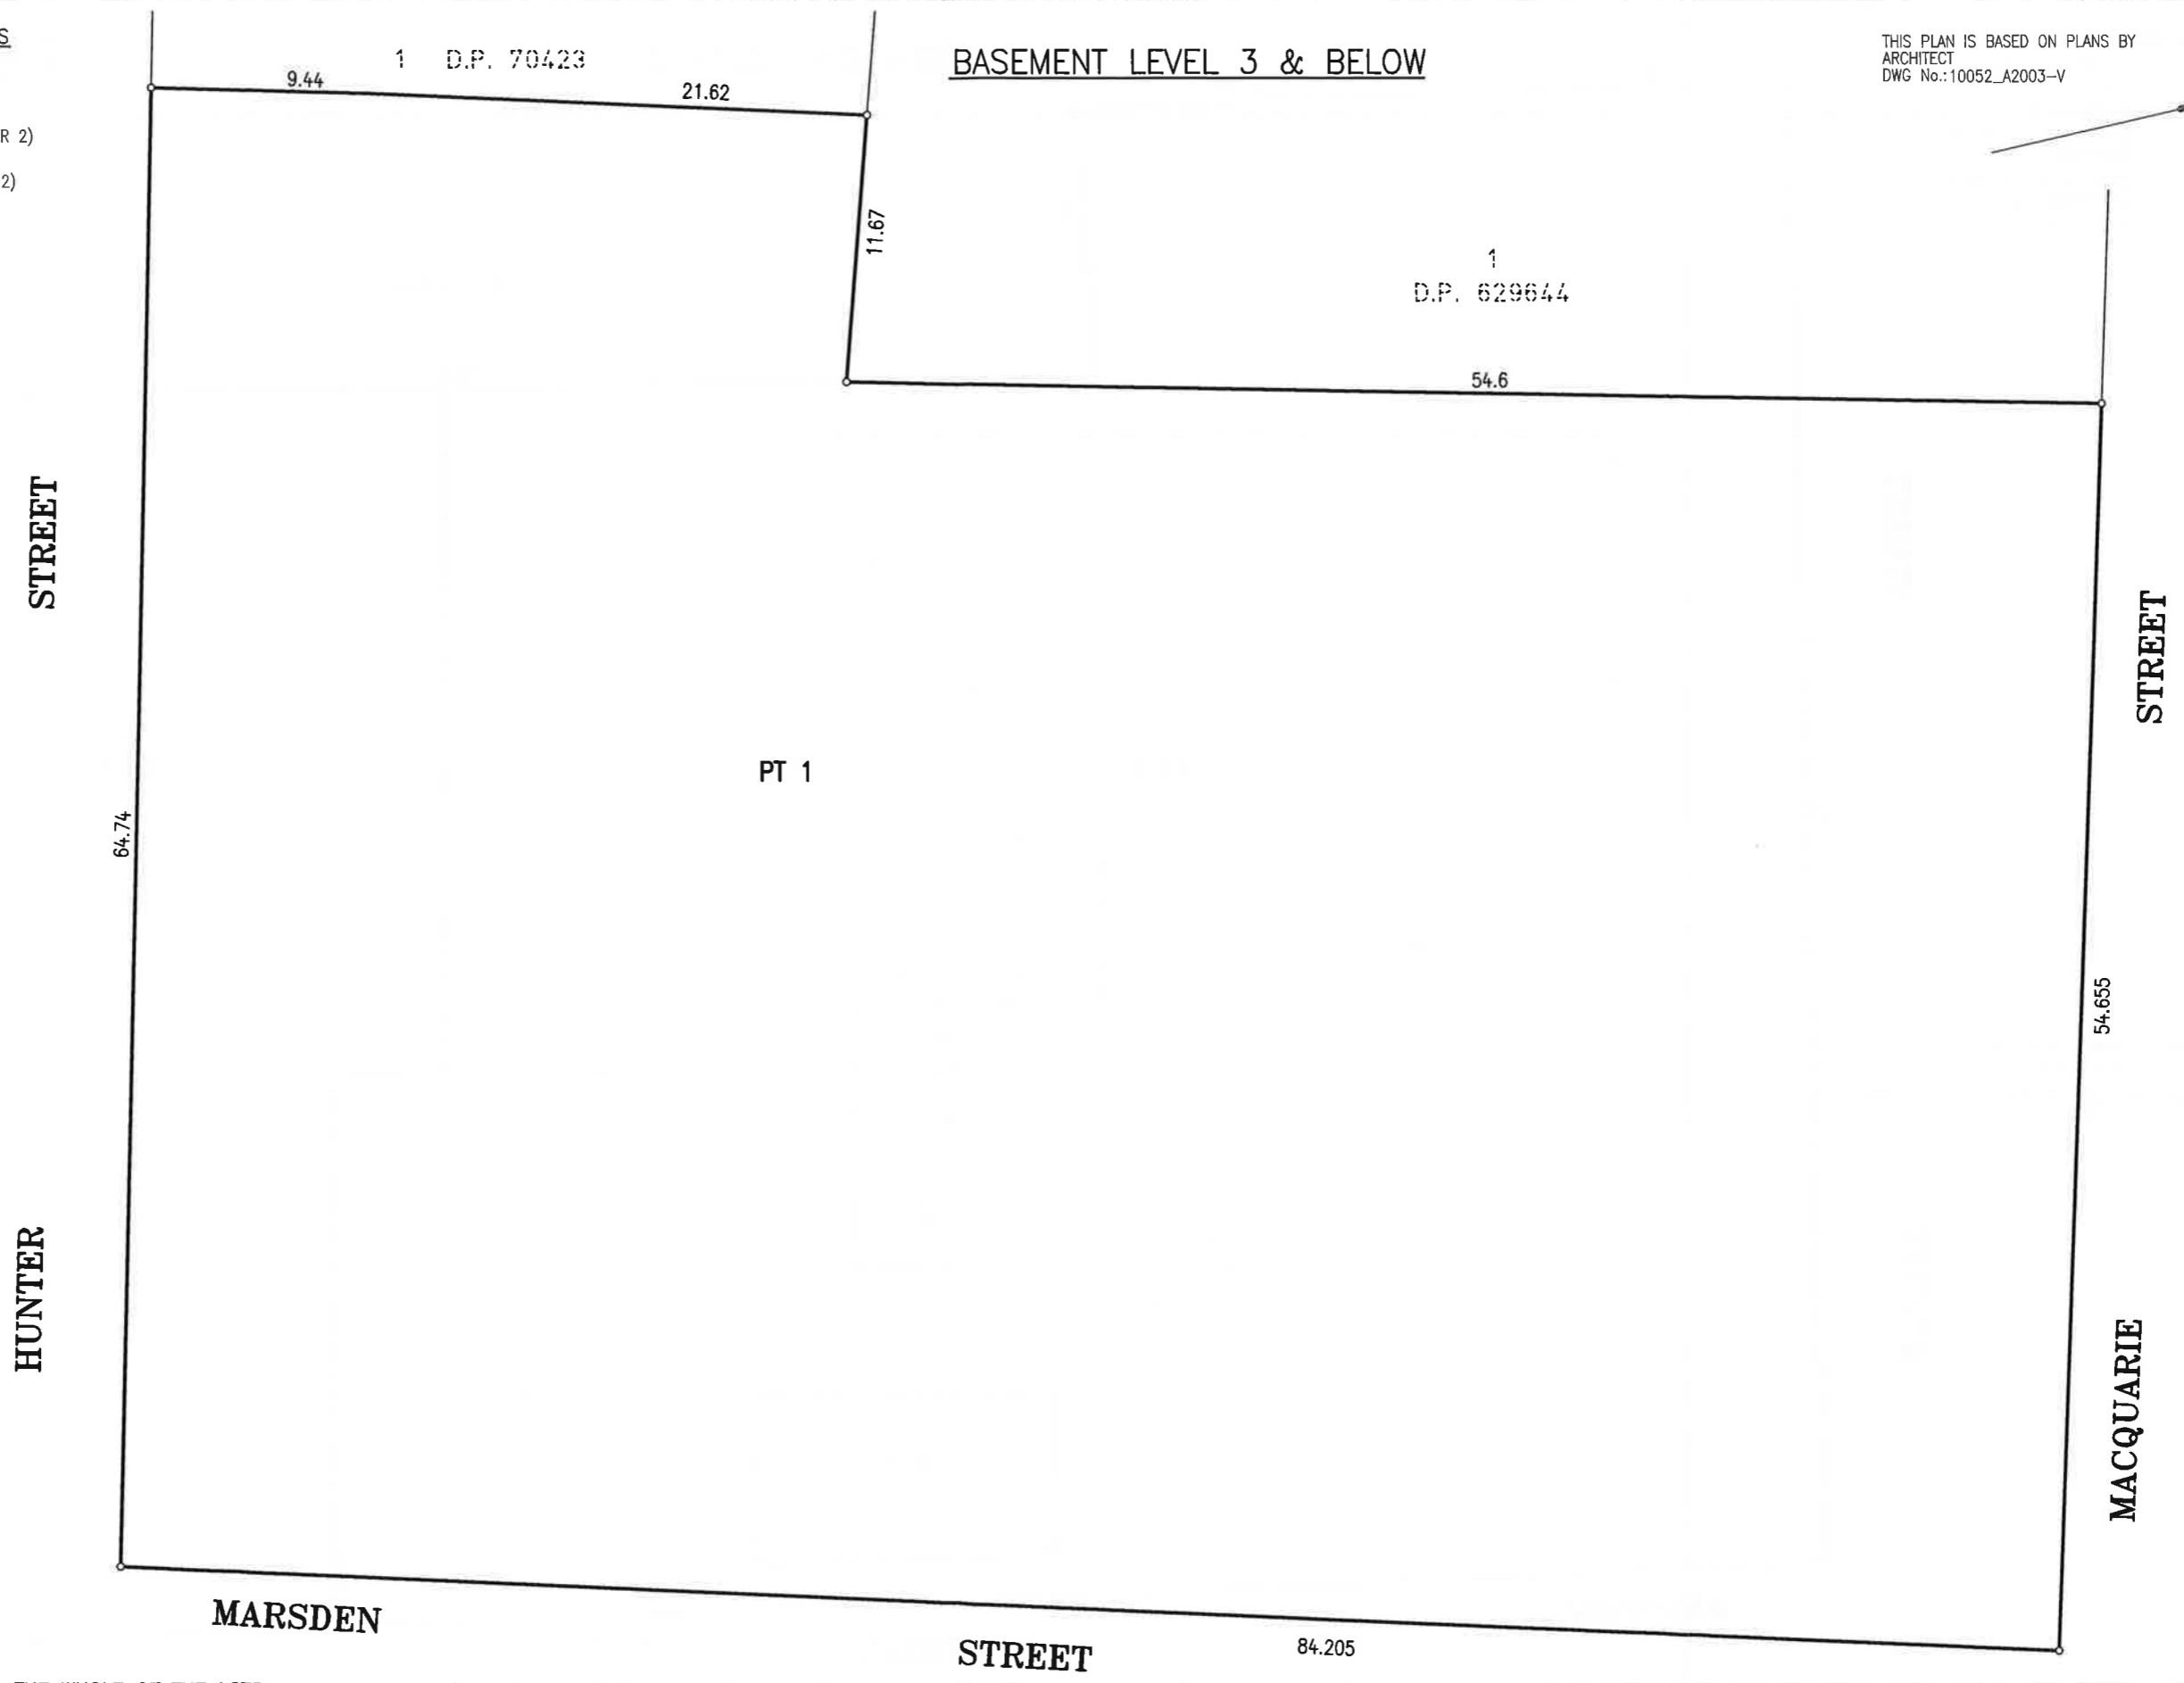 S
R 2)
2)
1 D.P. 70423
9.44
21.62
BASEMENT LEVEL 3 & BELOW
THIS PLAN IS BASED ON PLANS BY
ARCHITECT
DWG No.:10052_A2003-V
11.67
1
D.P. 629644
54.6
HUNTER STREET
64.74
PT 1
MACQUARIE STREET
54.655
MARSDEN STREET
84.205